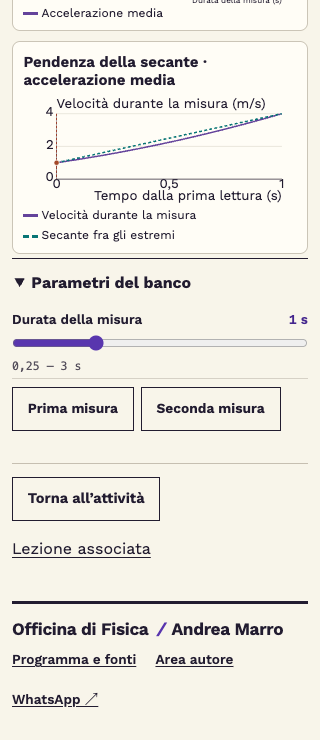 Durata della misura (s)
Accelerazione media
Pendenza della secante ·
accelerazione media
Velocità durante la misura (m/s)
4
2
0
0 0,5 1
Tempo dalla prima lettura (s)
Velocità durante la misura
Secante fra gli estremi
▼ Parametri del banco
Durata della misura 1 s
0,25 — 3 s
Prima misura Seconda misura
Torna all’attività
Lezione associata
Officina di Fisica / Andrea Marro
Programma e fonti Area autore
WhatsApp ↗